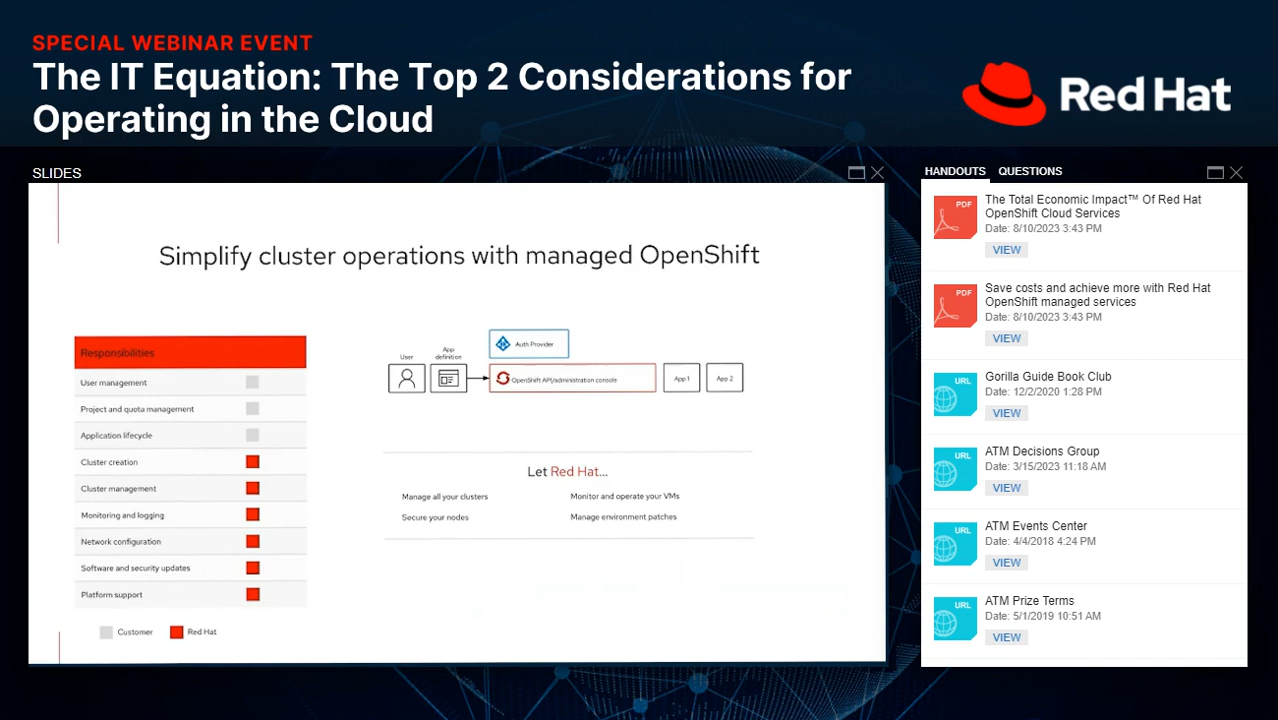 SPECIAL WEBINAR EVENT
The IT Equation: The Top 2 Considerations for
Operating in the Cloud
Red Hat
SLIDES
Simplify cluster operations with managed OpenShift
Responsibilities
User management
Project and quota management
Application lifecycle
Cluster creation
Cluster management
Monitoring and logging
Network configuration
Software and security updates
Platform support
Customer
Red Hat
User
App
definition
Auth Provider
OpenShift API/administration console
App 1
App 2
Let Red Hat...
Manage all your clusters
Monitor and operate your VMs
Secure your nodes
Manage environment patches
HANDOUTS
QUESTIONS
PDF
The Total Economic Impact™ Of Red Hat
OpenShift Cloud Services
Date: 8/10/2023 3:43 PM
VIEW
PDF
Save costs and achieve more with Red Hat
OpenShift managed services
Date: 8/10/2023 3:43 PM
VIEW
URL
Gorilla Guide Book Club
Date: 12/2/2020 1:28 PM
VIEW
URL
ATM Decisions Group
Date: 3/15/2023 11:18 AM
VIEW
URL
ATM Events Center
Date: 4/4/2018 4:24 PM
VIEW
URL
ATM Prize Terms
Date: 5/1/2019 10:51 AM
VIEW